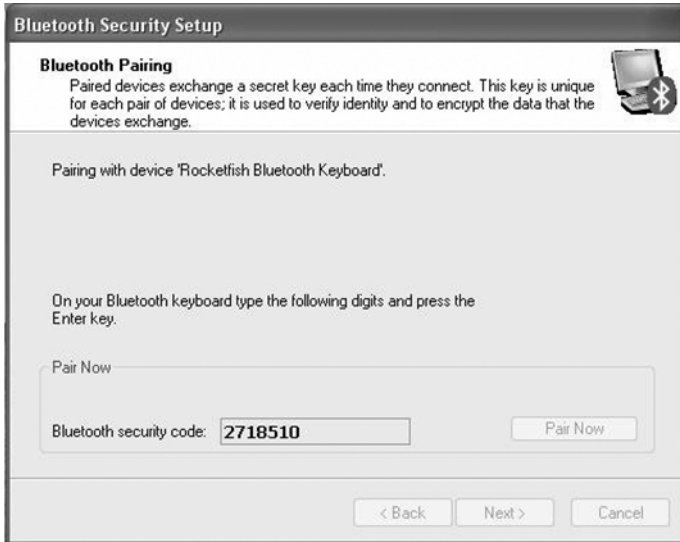 Bluetooth Security Setup
Bluetooth Pairing
Paired devices exchange a secret key each time they connect. This key is unique
for each pair of devices; it is used to verify identity and to encrypt the data that the
devices exchange.
Pairing with device 'Rocketfish Bluetooth Keyboard'.
On your Bluetooth keyboard type the following digits and press the
Enter key.
Pair Now
Bluetooth security code: 2718510 Pair Now
< Back Next > Cancel